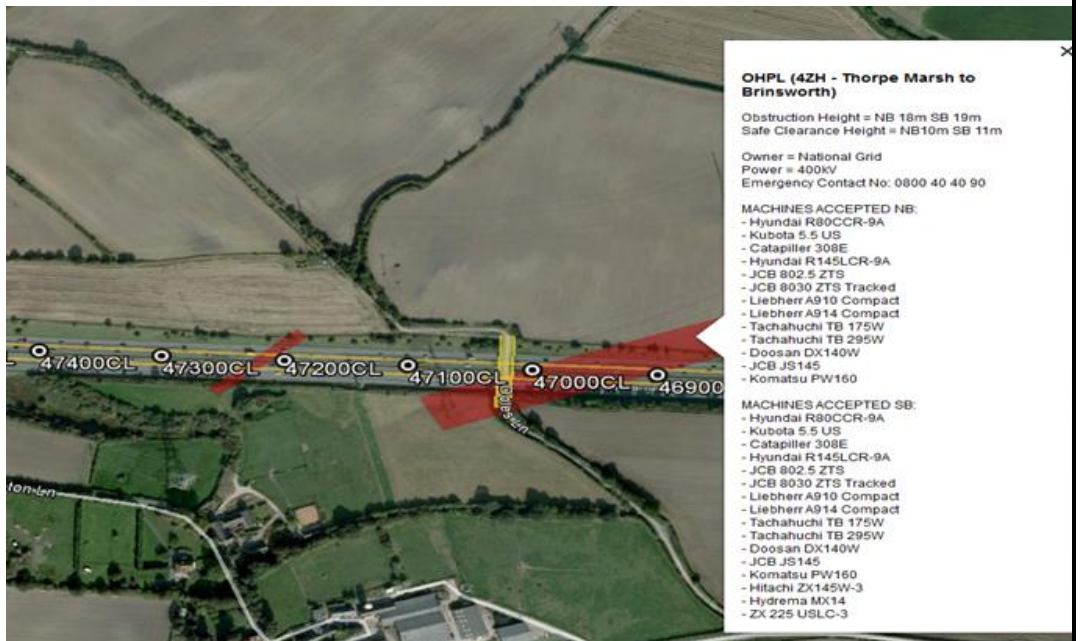 47400CL
47300CL
47200CL
47100CL
47000CL
46900
Coles Ln
ton Ln
×
OHPL (4ZH - Thorpe Marsh to
Brinsworth)
Obstruction Height = NB 18m SB 19m
Safe Clearance Height = NB10m SB 11m
Owner = National Grid
Power = 400kV
Emergency Contact No: 0800 40 40 90
MACHINES ACCEPTED NB:
- Hyundai R80CCR-9A
- Kubota 5.5 US
- Catapiller 308E
- Hyundai R145LCR-9A
- JCB 802.5 ZTS
- JCB 8030 ZTS Tracked
- Liebherr A910 Compact
- Liebherr A914 Compact
- Tachahuchi TB 175W
- Tachahuchi TB 295W
- Doosan DX140W
- JCB JS145
- Komatsu PW160
MACHINES ACCEPTED SB:
- Hyundai R80CCR-9A
- Kubota 5.5 US
- Catapiller 308E
- Hyundai R145LCR-9A
- JCB 802.5 ZTS
- JCB 8030 ZTS Tracked
- Liebherr A910 Compact
- Liebherr A914 Compact
- Tachahuchi TB 175W
- Tachahuchi TB 295W
- Doosan DX140W
- JCB JS145
- Komatsu PW160
- Hitachi ZX145W-3
- Hydrema MX14
- ZX 225 USLC-3